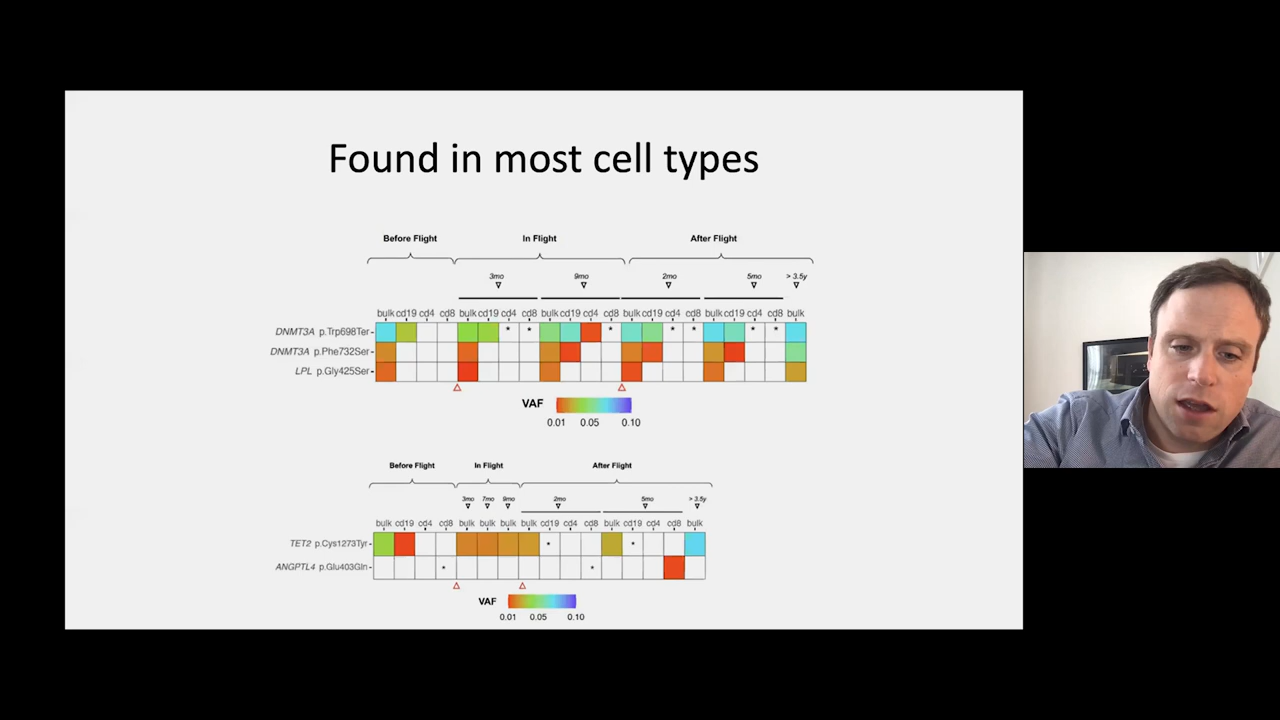 Found in most cell types
Before Flight In Flight After Flight
3mo 9mo 2mo 5mo > 3.5y
bulk cd19 cd4 cd8 bulk cd19 cd4 cd8 bulk cd19 cd4 cd8 bulk cd19 cd4 cd8 bulk cd19 cd4 cd8 bulk
DNMT3A p.Trp698Ter * * * * * * *
DNMT3A p.Phe732Ser
LPL p.Gly425Ser
VAF
0.01 0.05 0.10
Before Flight In Flight After Flight
3mo 7mo 9mo 2mo 5mo > 3.5y
bulk cd19 cd4 cd8 bulk bulk bulk bulk cd19 cd4 cd8 bulk cd19 cd4 cd8 bulk
TET2 p.Cys1273Tyr * *
ANGPTL4 p.Glu403Gln * *
VAF
0.01 0.05 0.10